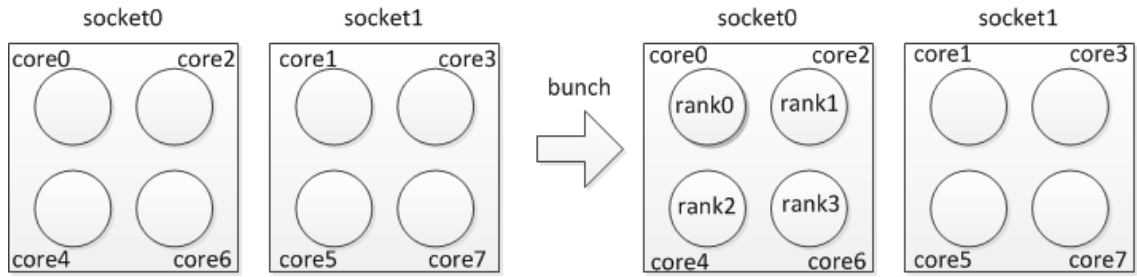 socket0 socket1 socket0 socket1
core0 core2 core1 core3 core0 core2 core1 core3
bunch
rank0 rank1
rank2 rank3
core4 core6 core5 core7 core4 core6 core5 core7